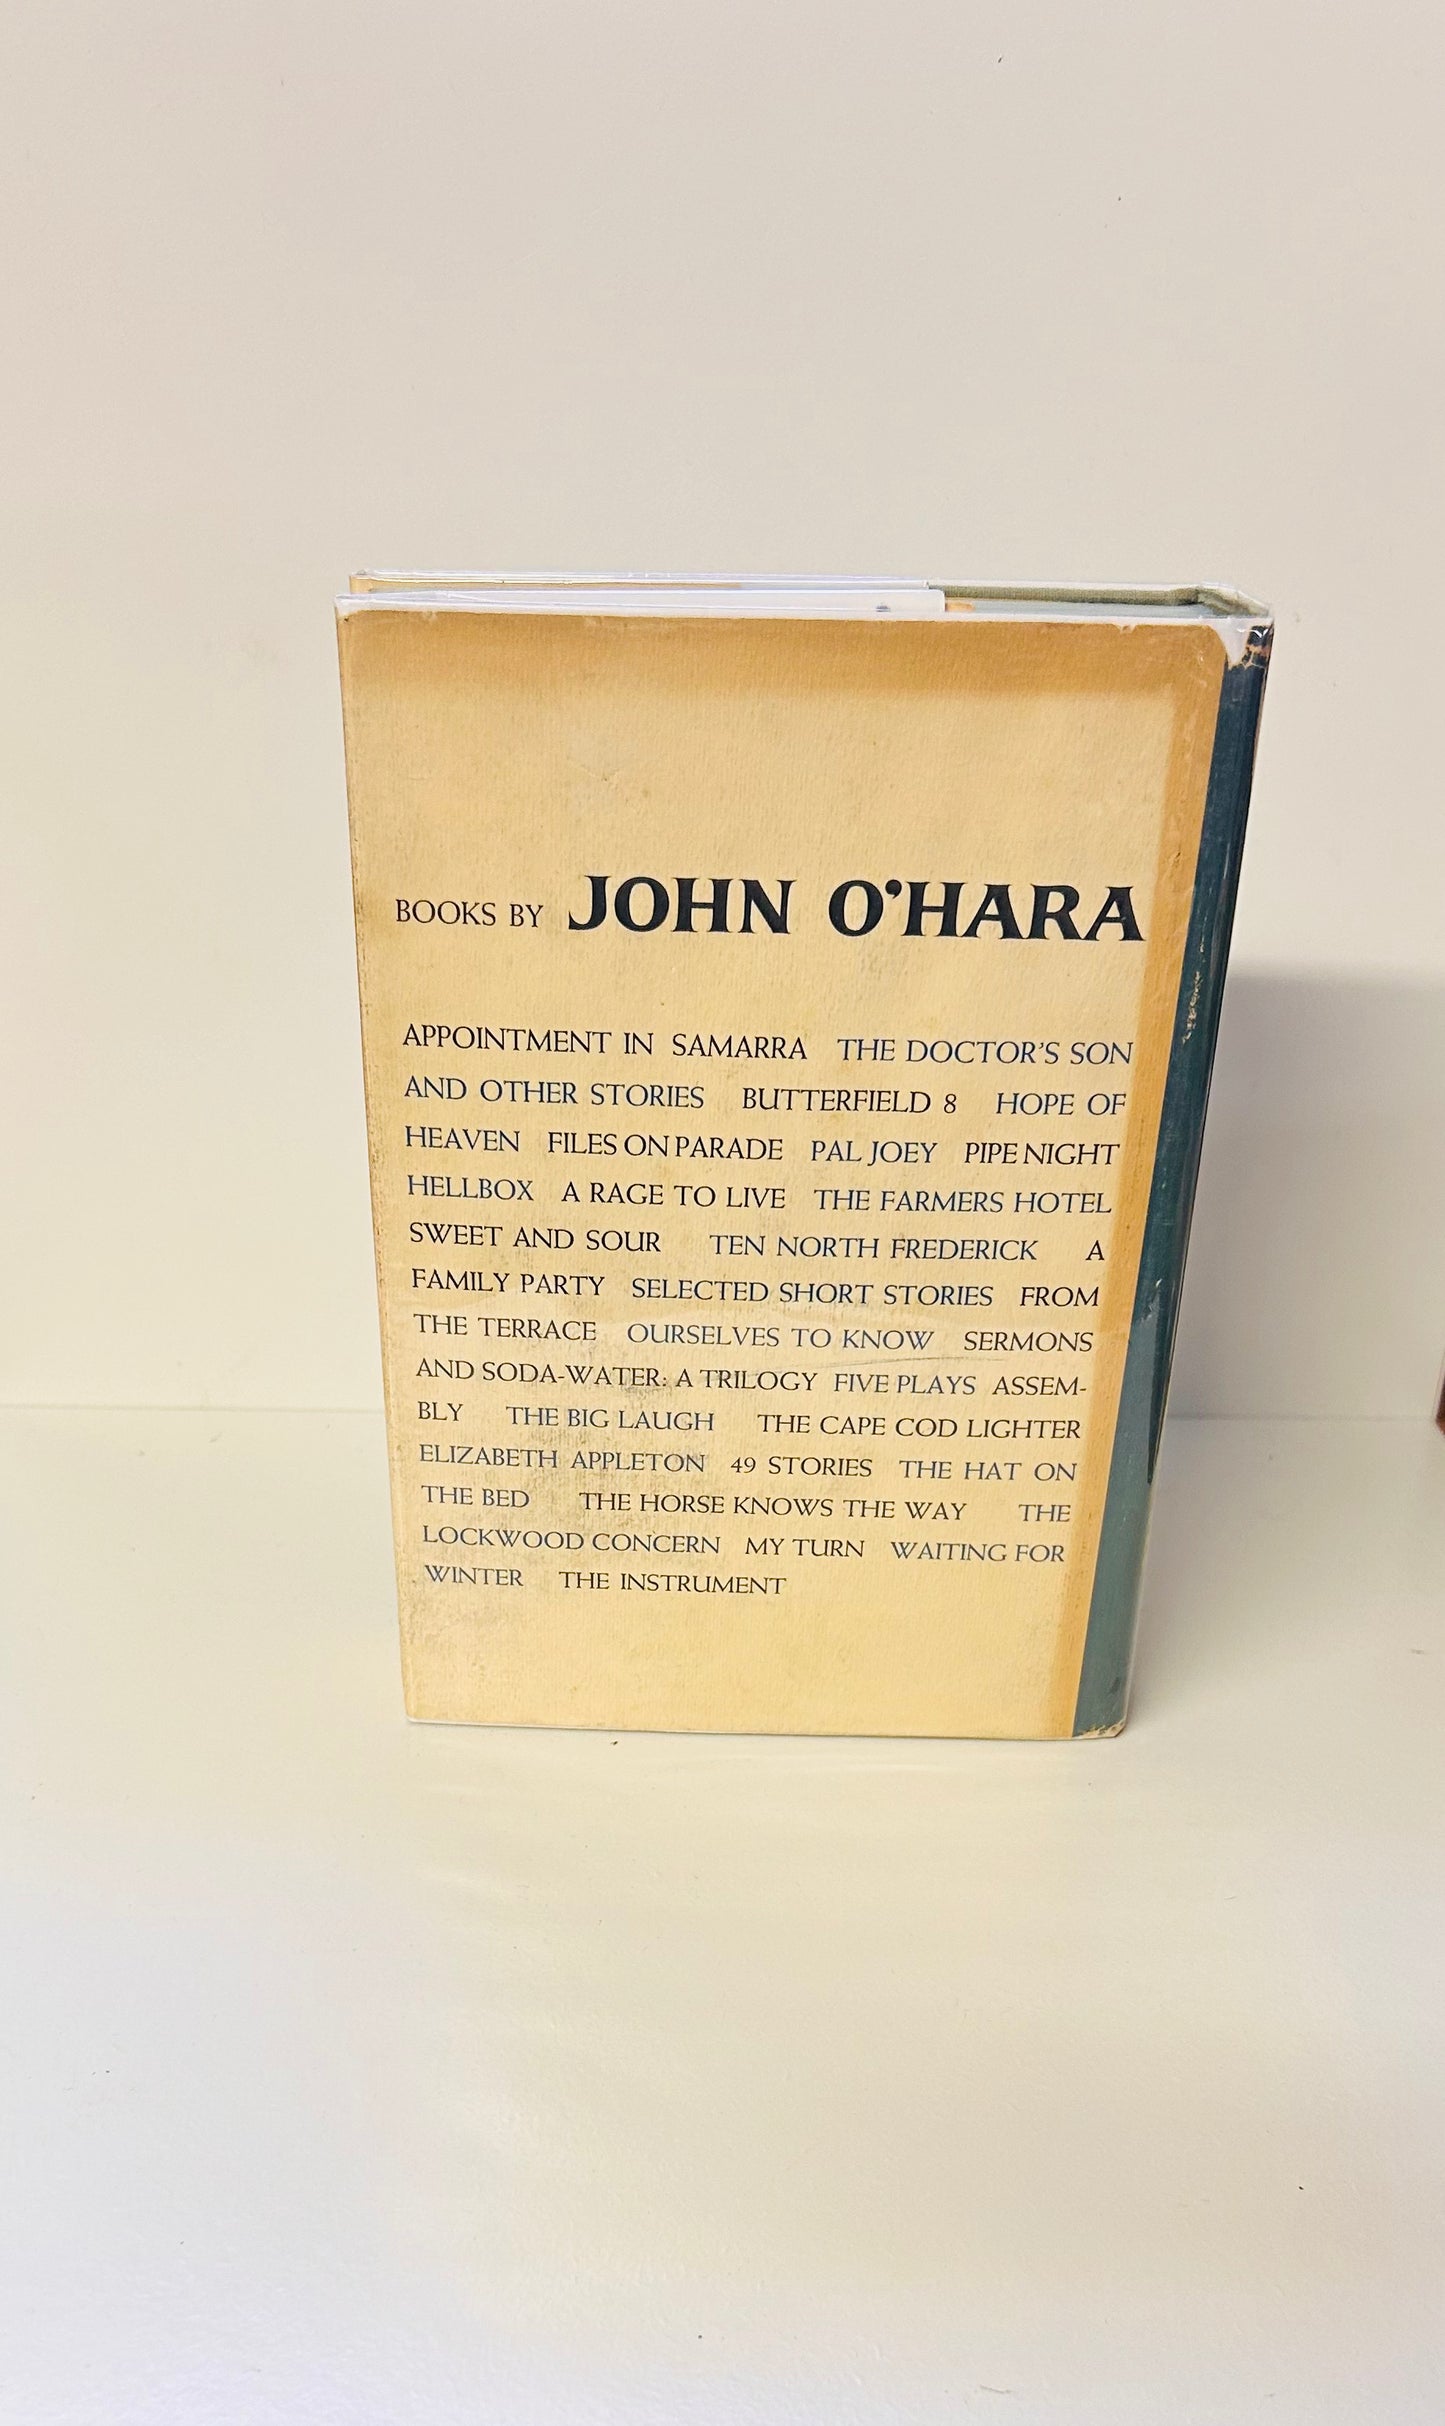 BOOKS BY JOHN O'HARA
APPOINTMENT IN SAMARRA THE DOCTOR'S SON
AND OTHER STORIES BUTTERFIELD 8 HOPE OF
HEAVEN FILES ON PARADE PAL JOEY PIPE NIGHT
HELLBOX A RAGE TO LIVE THE FARMERS HOTEL
SWEET AND SOUR TEN NORTH FREDERICK A
FAMILY PARTY SELECTED SHORT STORIES FROM
THE TERRACE OURSELVES TO KNOW SERMONS
AND SODA-WATER: A TRILOGY FIVE PLAYS ASSEM-
BLY THE BIG LAUGH THE CAPE COD LIGHTER
ELIZABETH APPLETON 49 STORIES THE HAT ON
THE BED THE HORSE KNOWS THE WAY THE
LOCKWOOD CONCERN MY TURN WAITING FOR
WINTER THE INSTRUMENT